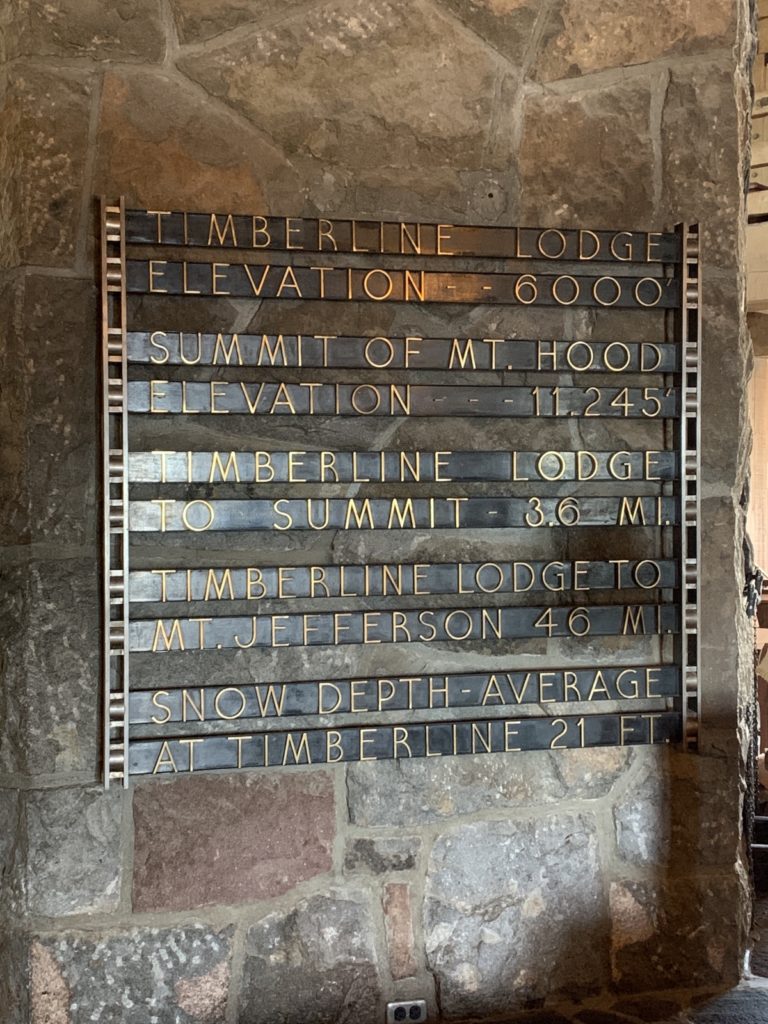 TIMBERLINE LODGE
ELEVATION - - 6000'
SUMMIT OF MT. HOOD
ELEVATION - - - 11.245'
TIMBERLINE LODGE
TO SUMMIT - 3.6 MI.
TIMBERLINE LODGE TO
MT. JEFFERSON 46 MI.
SNOW DEPTH-AVERAGE
AT TIMBERLINE 21 FT.